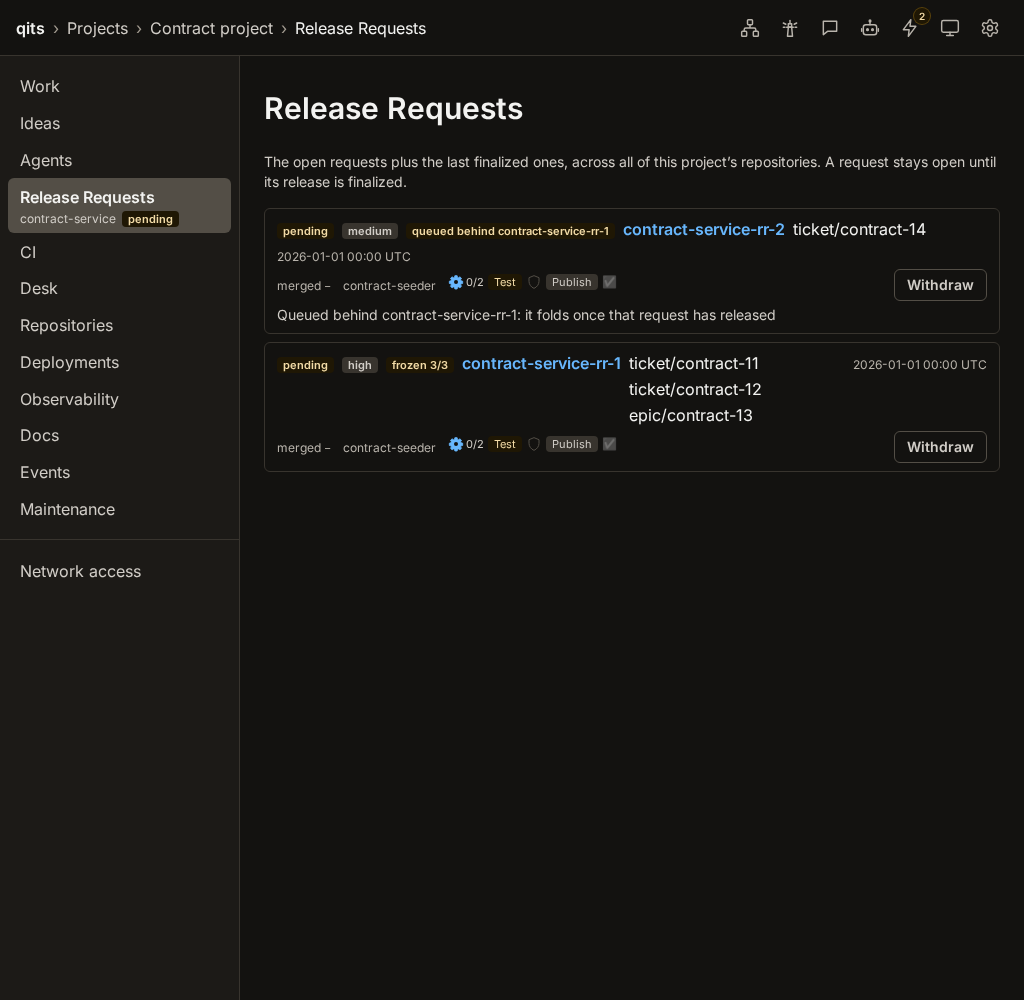 qits › Projects › Contract project › Release Requests
2
Work
Ideas
Agents
Release Requests
contract-service pending
CI
Desk
Repositories
Deployments
Observability
Docs
Events
Maintenance
Network access
Release Requests
The open requests plus the last finalized ones, across all of this project’s repositories. A request stays open until
its release is finalized.
pending medium queued behind contract-service-rr-1 contract-service-rr-2 ticket/contract-14
2026-01-01 00:00 UTC
merged – contract-seeder 0/2 Test Publish
Withdraw
Queued behind contract-service-rr-1: it folds once that request has released
pending high frozen 3/3 contract-service-rr-1 ticket/contract-11 2026-01-01 00:00 UTC
ticket/contract-12
epic/contract-13
merged – contract-seeder 0/2 Test Publish
Withdraw